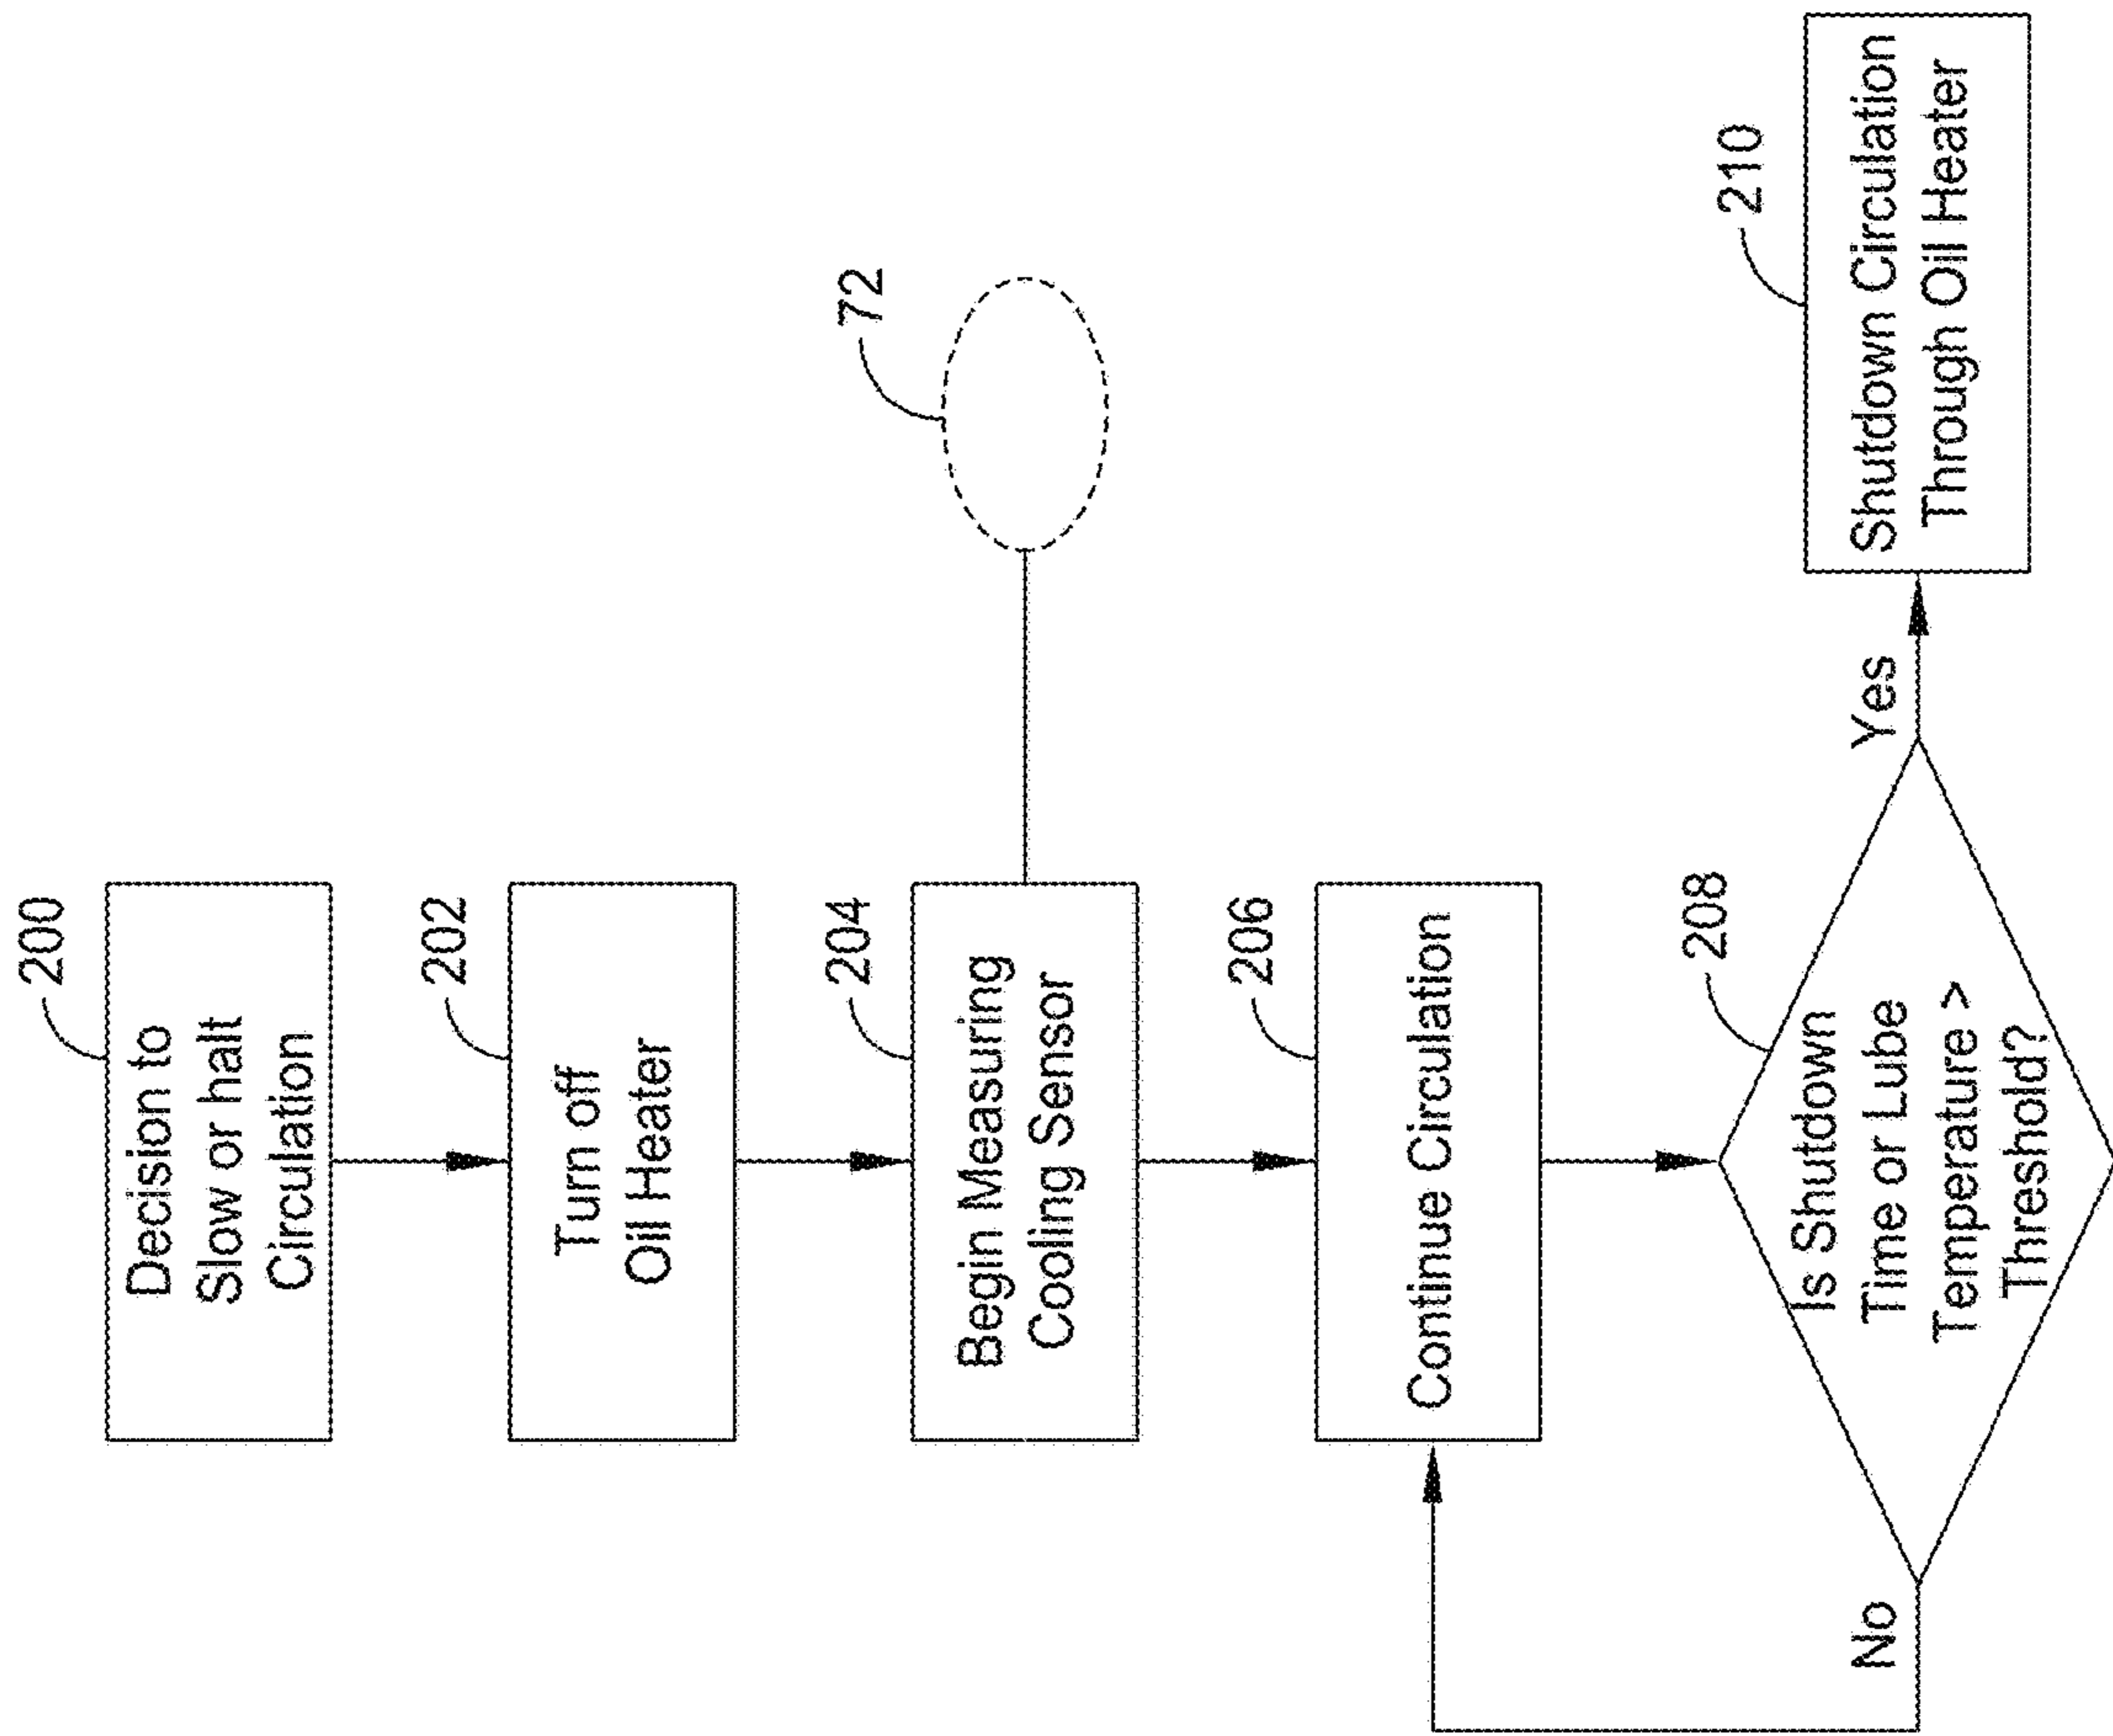 200
Decision to
Slow or halt
Circulation
202
Turn off
Oil Heater
204
Begin Measuring
Cooling Sensor
72
206
Continue Circulation
208
Is Shutdown
Time or Lube
Temperature >
Threshold?
No
Yes
210
Shutdown Circulation
Through Oil Heater